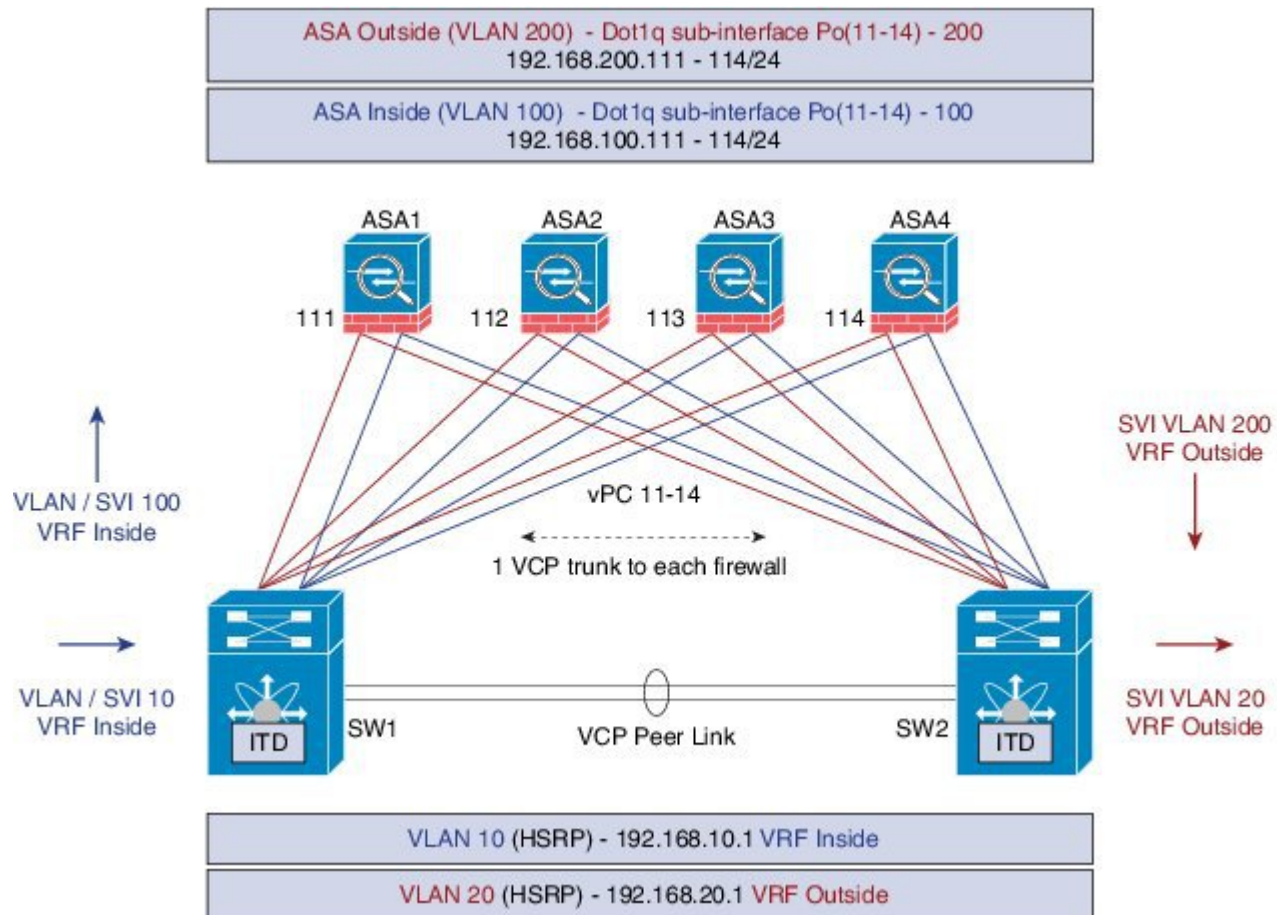 ASA Outside (VLAN 200) - Dot1q sub-interface Po(11-14) - 200
192.168.200.111 - 114/24
ASA Inside (VLAN 100) - Dot1q sub-interface Po(11-14) - 100
192.168.100.111 - 114/24
ASA1
ASA2
ASA3
ASA4
111
112
113
114
VLAN / SVI 100
VRF Inside
SVI VLAN 200
VRF Outside
vPC 11-14
1 VCP trunk to each firewall
VLAN / SVI 10
VRF Inside
ITD
SW1
VCP Peer Link
SW2
ITD
SVI VLAN 20
VRF Outside
VLAN 10 (HSRP) - 192.168.10.1 VRF Inside
VLAN 20 (HSRP) - 192.168.20.1 VRF Outside